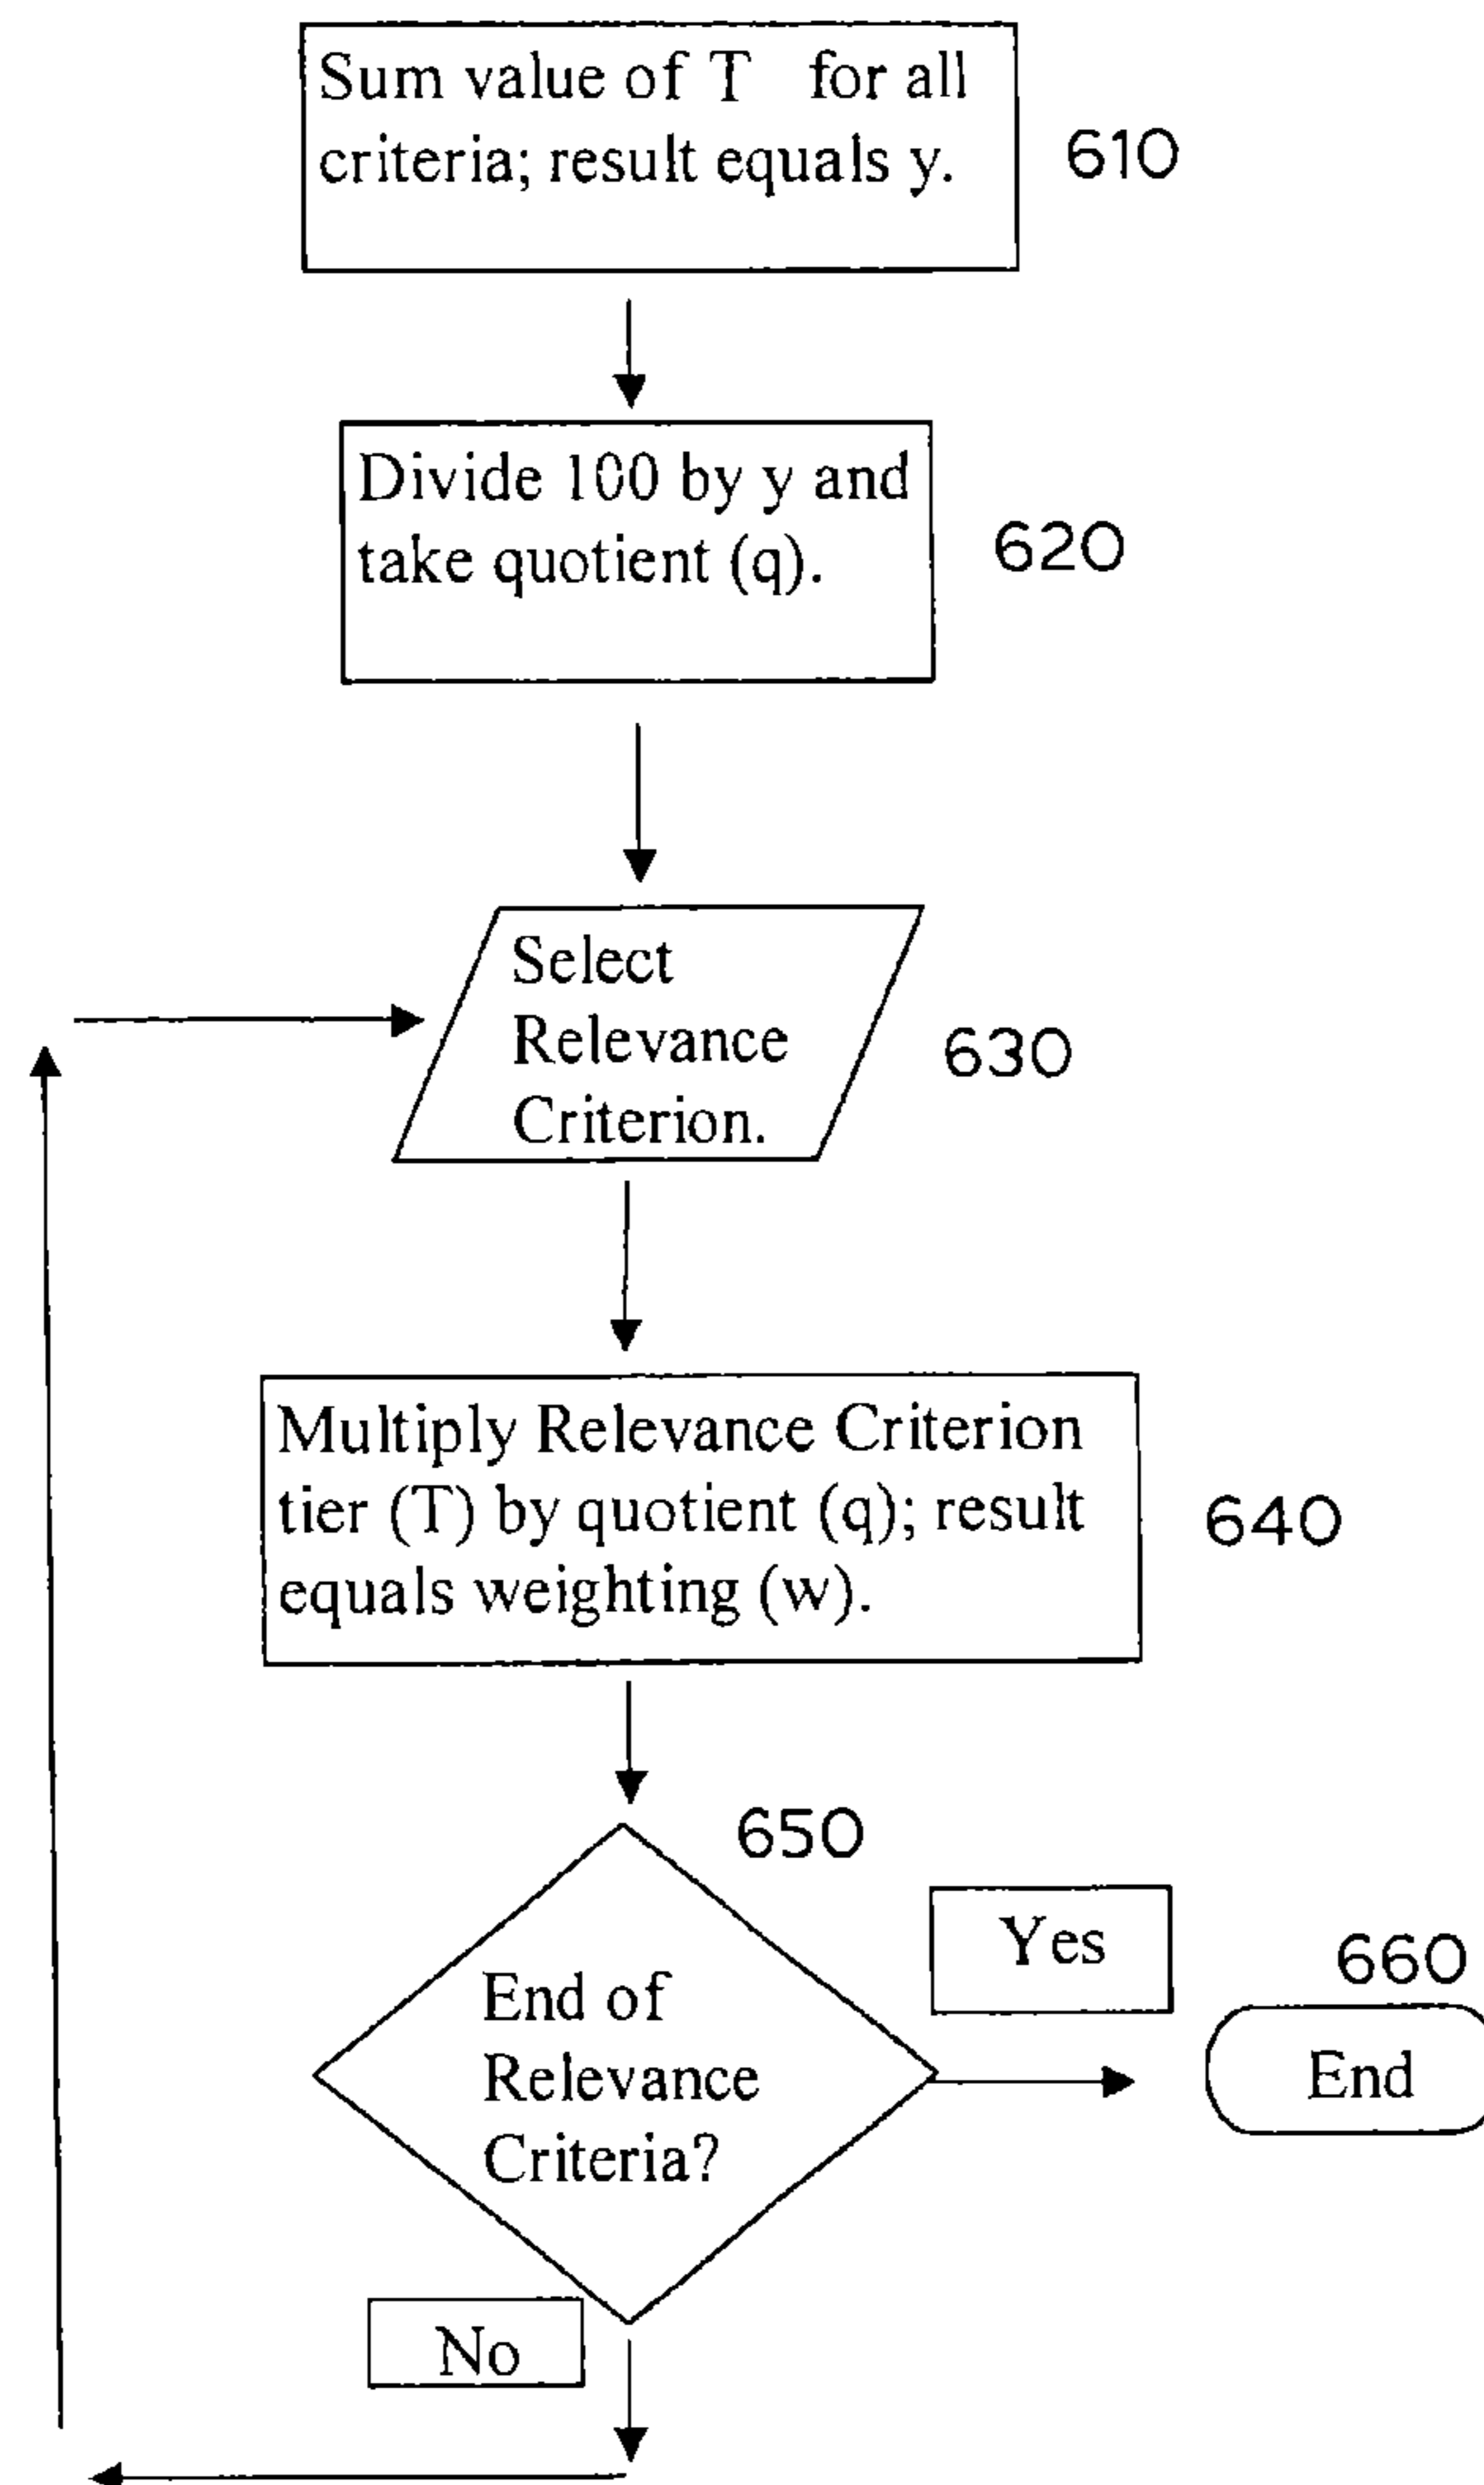 Sum value of T for all
criteria; result equals y.
610
Divide 100 by y and
take quotient (q).
620
Select
Relevance
Criterion.
630
Multiply Relevance Criterion
tier (T) by quotient (q); result
equals weighting (w).
640
650
Yes
660
End of
Relevance
Criteria?
End
No